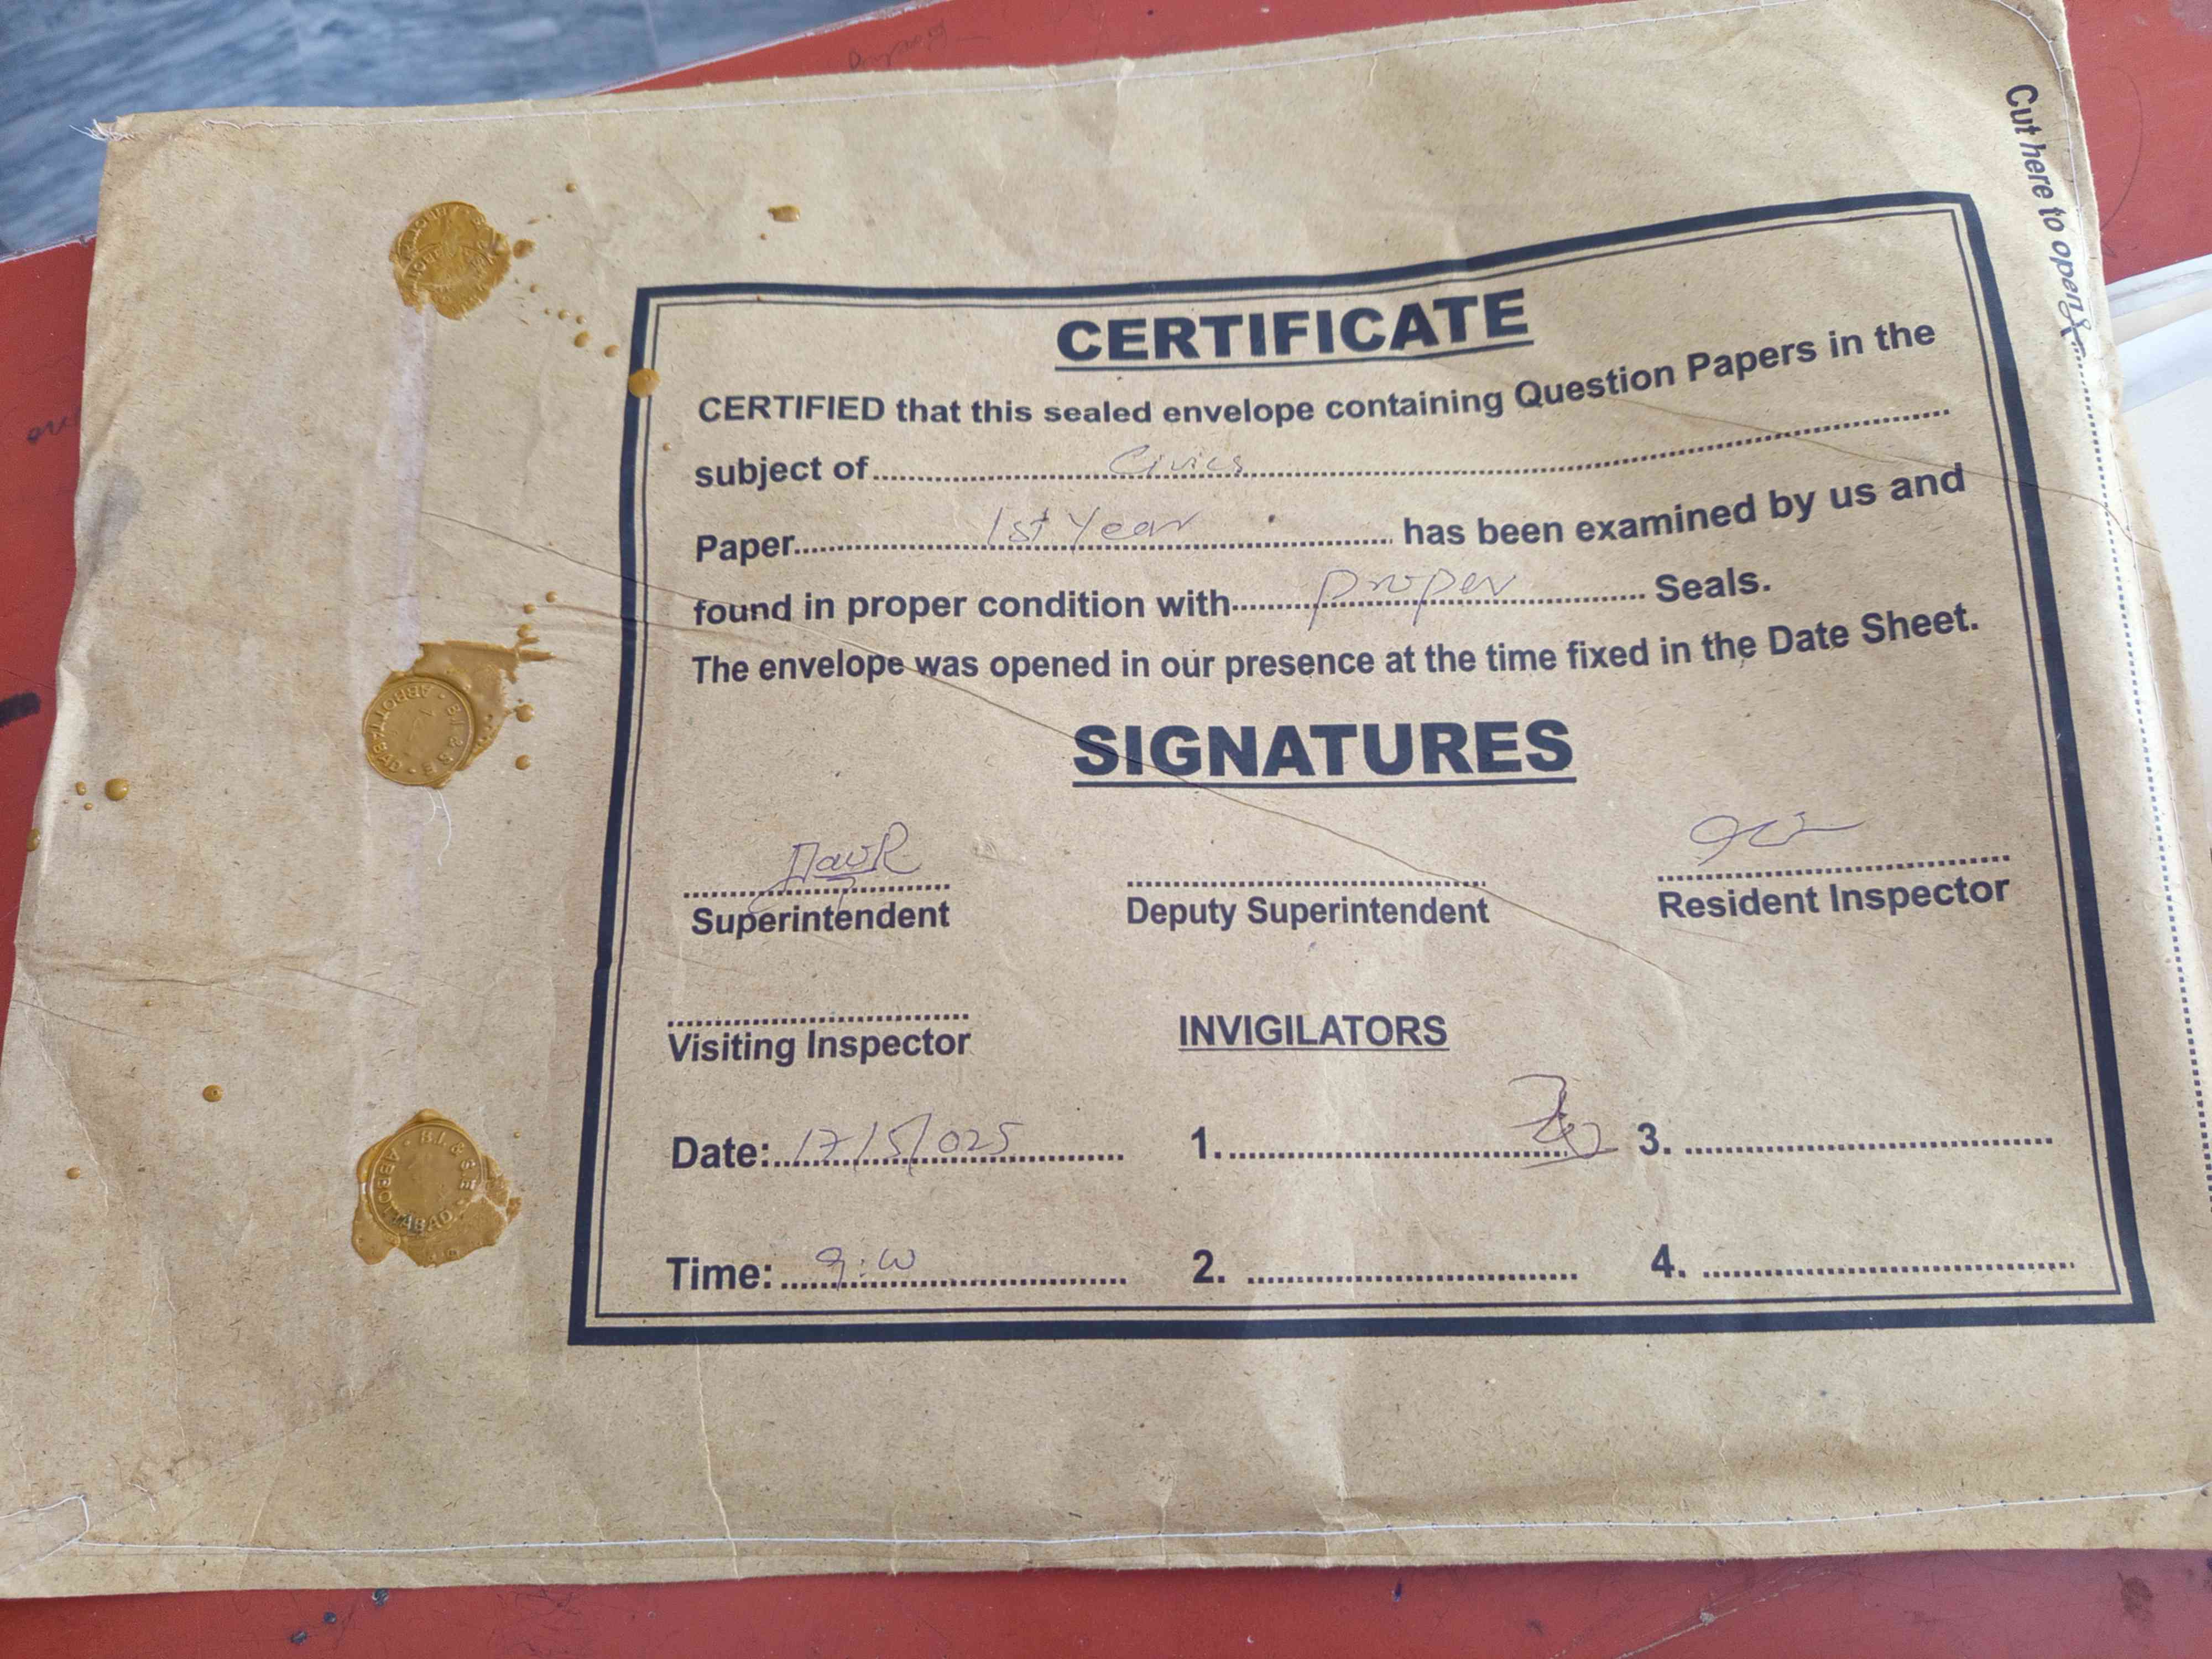 Cut here to open
CERTIFICATE
CERTIFIED that this sealed envelope containing Question Papers in the
subject of Civics
Paper 1st Year has been examined by us and
found in proper condition with proper Seals.
The envelope was opened in our presence at the time fixed in the Date Sheet.
SIGNATURES
Superintendent Deputy Superintendent Resident Inspector
Visiting Inspector INVIGILATORS
Date: 17/5/025 1. 3.
Time: 2. 4.
B.I. & S.E ABBOTTABAD
B.I. & S.E ABBOTTABAD